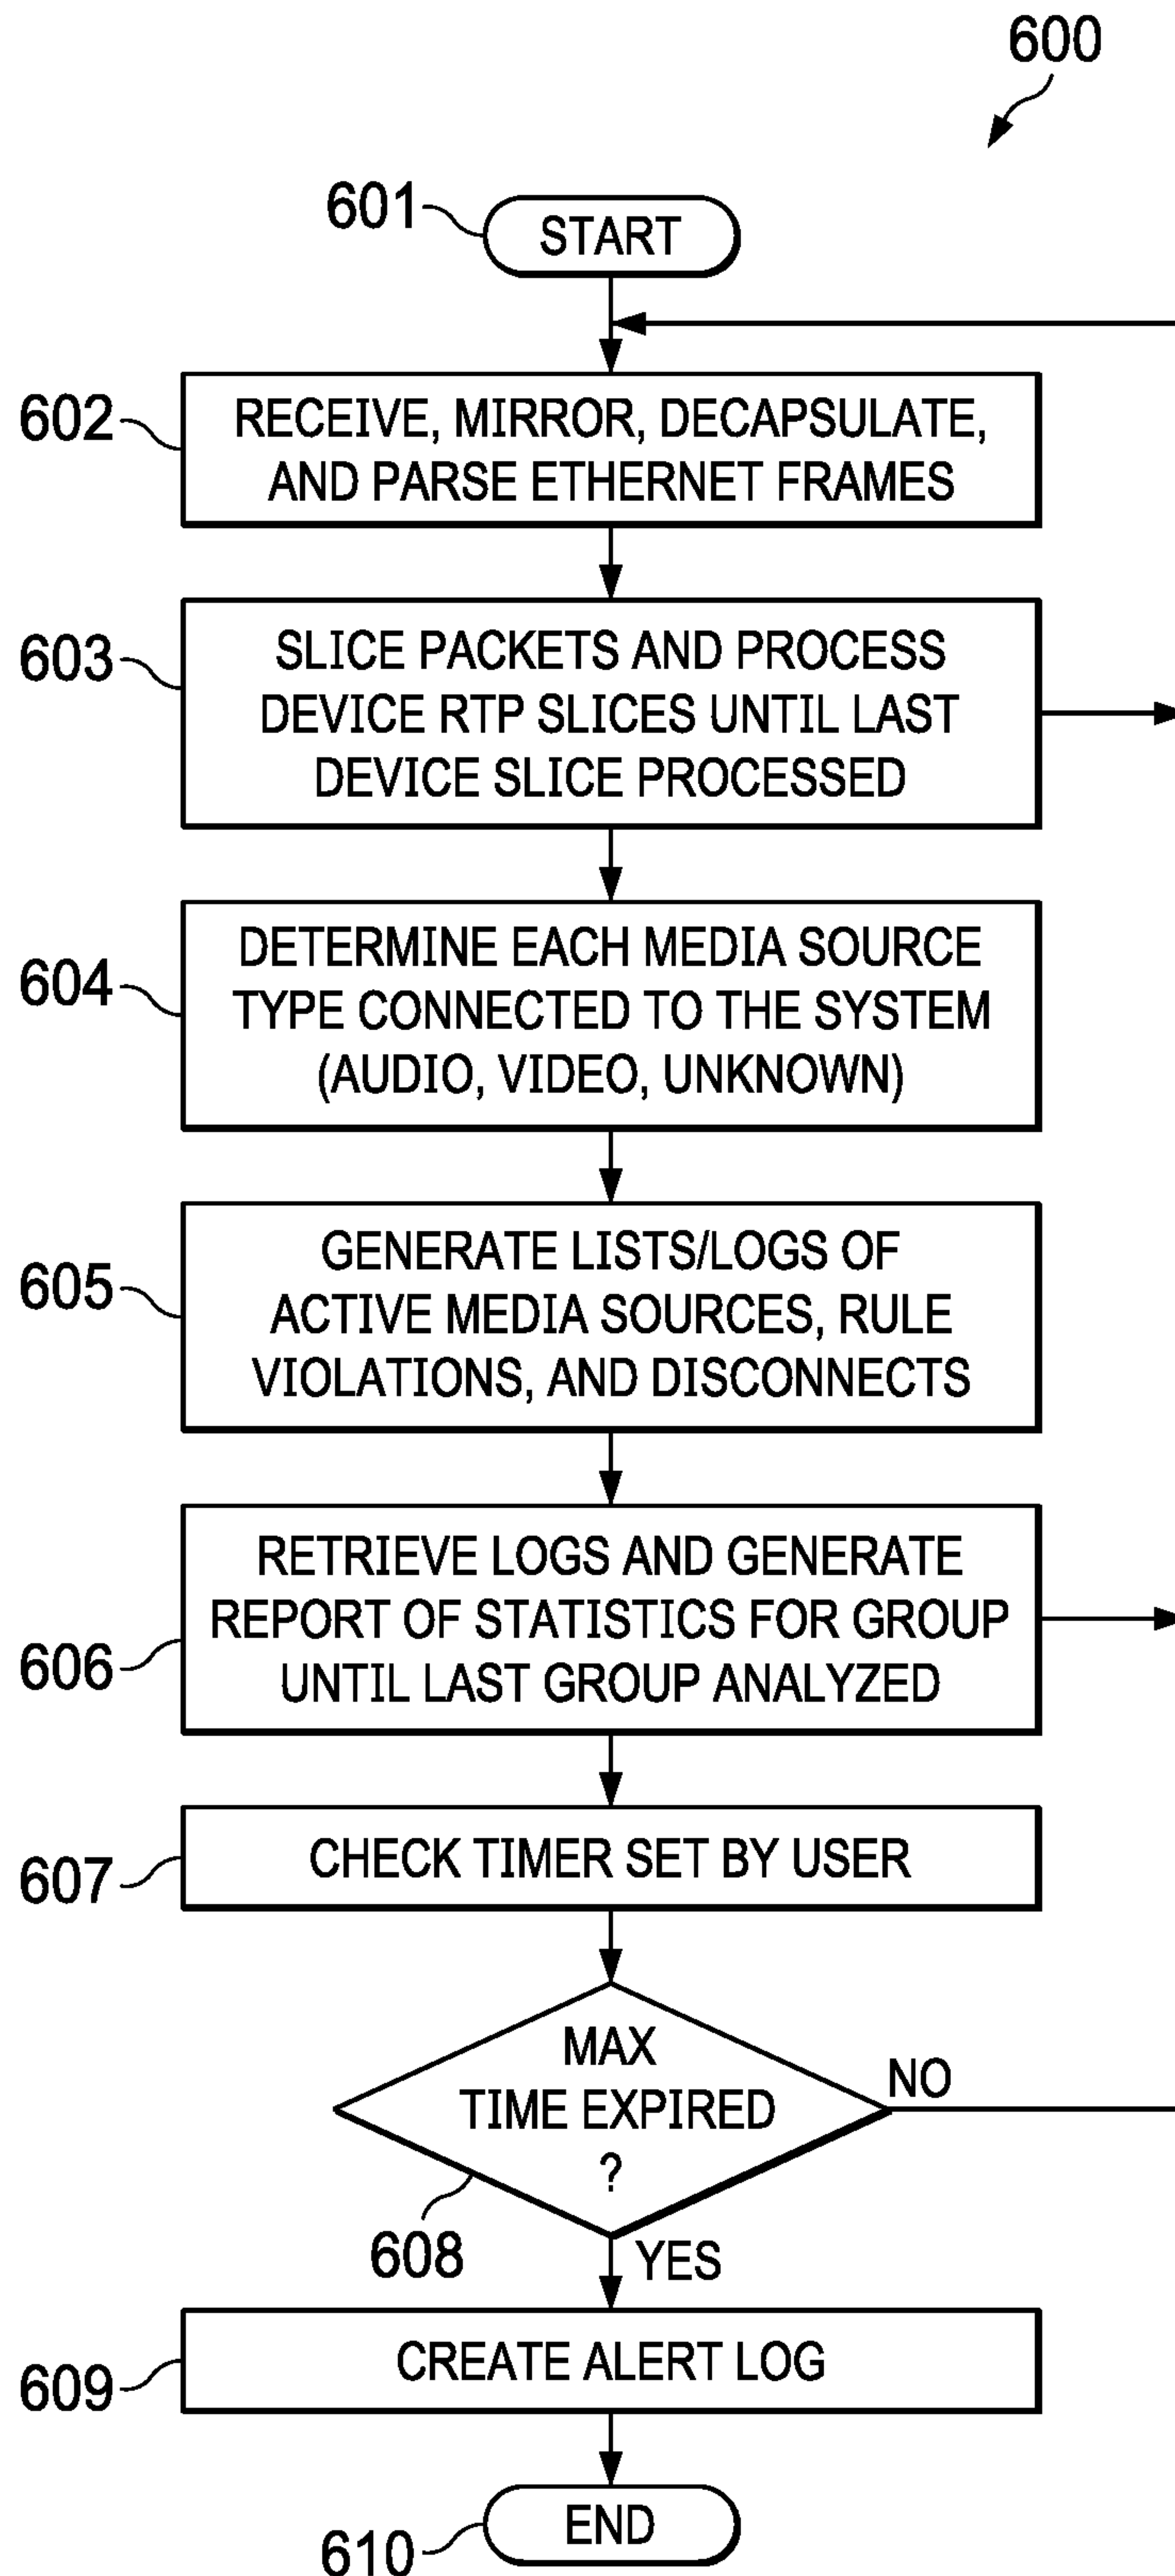 600
601
START
602
RECEIVE, MIRROR, DECAPSULATE,
AND PARSE ETHERNET FRAMES
603
SLICE PACKETS AND PROCESS
DEVICE RTP SLICES UNTIL LAST
DEVICE SLICE PROCESSED
604
DETERMINE EACH MEDIA SOURCE
TYPE CONNECTED TO THE SYSTEM
(AUDIO, VIDEO, UNKNOWN)
605
GENERATE LISTS/LOGS OF
ACTIVE MEDIA SOURCES, RULE
VIOLATIONS, AND DISCONNECTS
606
RETRIEVE LOGS AND GENERATE
REPORT OF STATISTICS FOR GROUP
UNTIL LAST GROUP ANALYZED
607
CHECK TIMER SET BY USER
MAX
TIME EXPIRED
?
NO
608
YES
609
CREATE ALERT LOG
610
END